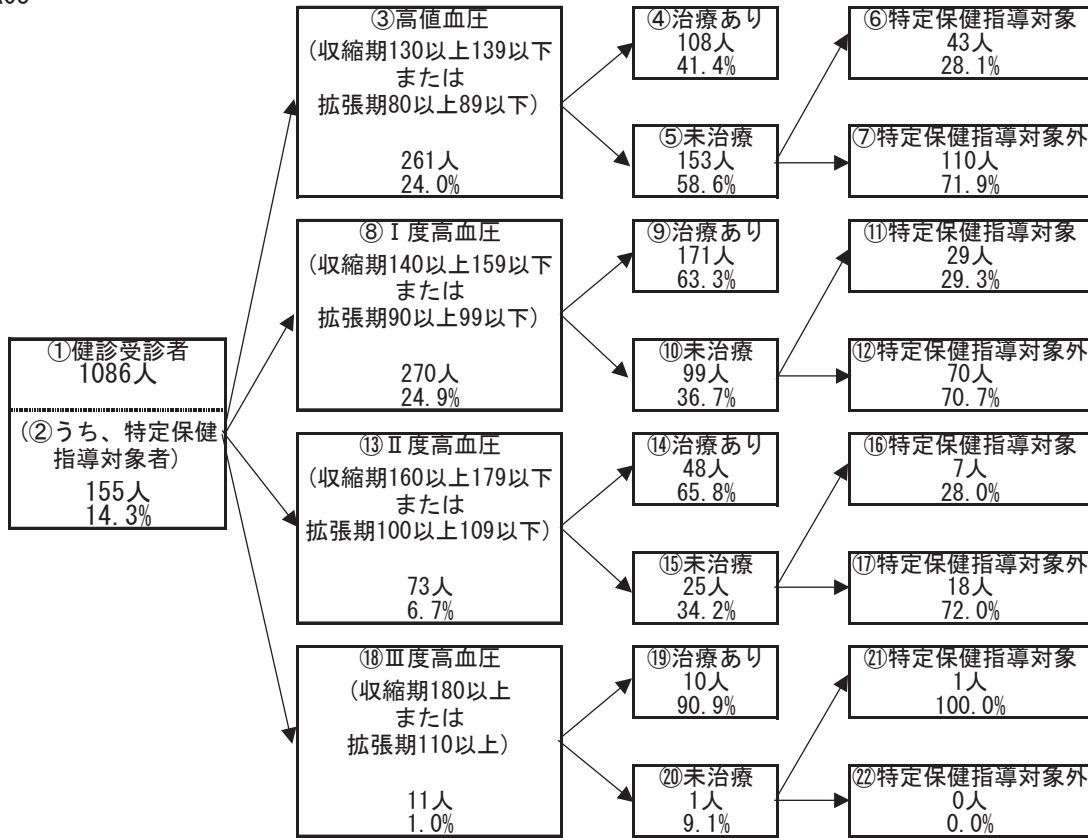 ①健診受診者
1086人
(②うち、特定保健
指導対象者)
155人
14.3%
③高値血圧
(収縮期130以上139以下
または
拡張期80以上89以下)
261人
24.0%
④治療あり
108人
41.4%
⑤未治療
153人
58.6%
⑥特定保健指導対象
43人
28.1%
⑦特定保健指導対象外
110人
71.9%
⑧Ⅰ度高血圧
(収縮期140以上159以下
または
拡張期90以上99以下)
270人
24.9%
⑨治療あり
171人
63.3%
⑩未治療
99人
36.7%
⑪特定保健指導対象
29人
29.3%
⑫特定保健指導対象外
70人
70.7%
⑬Ⅱ度高血圧
(収縮期160以上179以下
または
拡張期100以上109以下)
73人
6.7%
⑭治療あり
48人
65.8%
⑮未治療
25人
34.2%
⑯特定保健指導対象
7人
28.0%
⑰特定保健指導対象外
18人
72.0%
⑱Ⅲ度高血圧
(収縮期180以上
または
拡張期110以上)
11人
1.0%
⑲治療あり
10人
90.9%
⑳未治療
1人
9.1%
㉑特定保健指導対象
1人
100.0%
㉒特定保健指導対象外
0人
0.0%